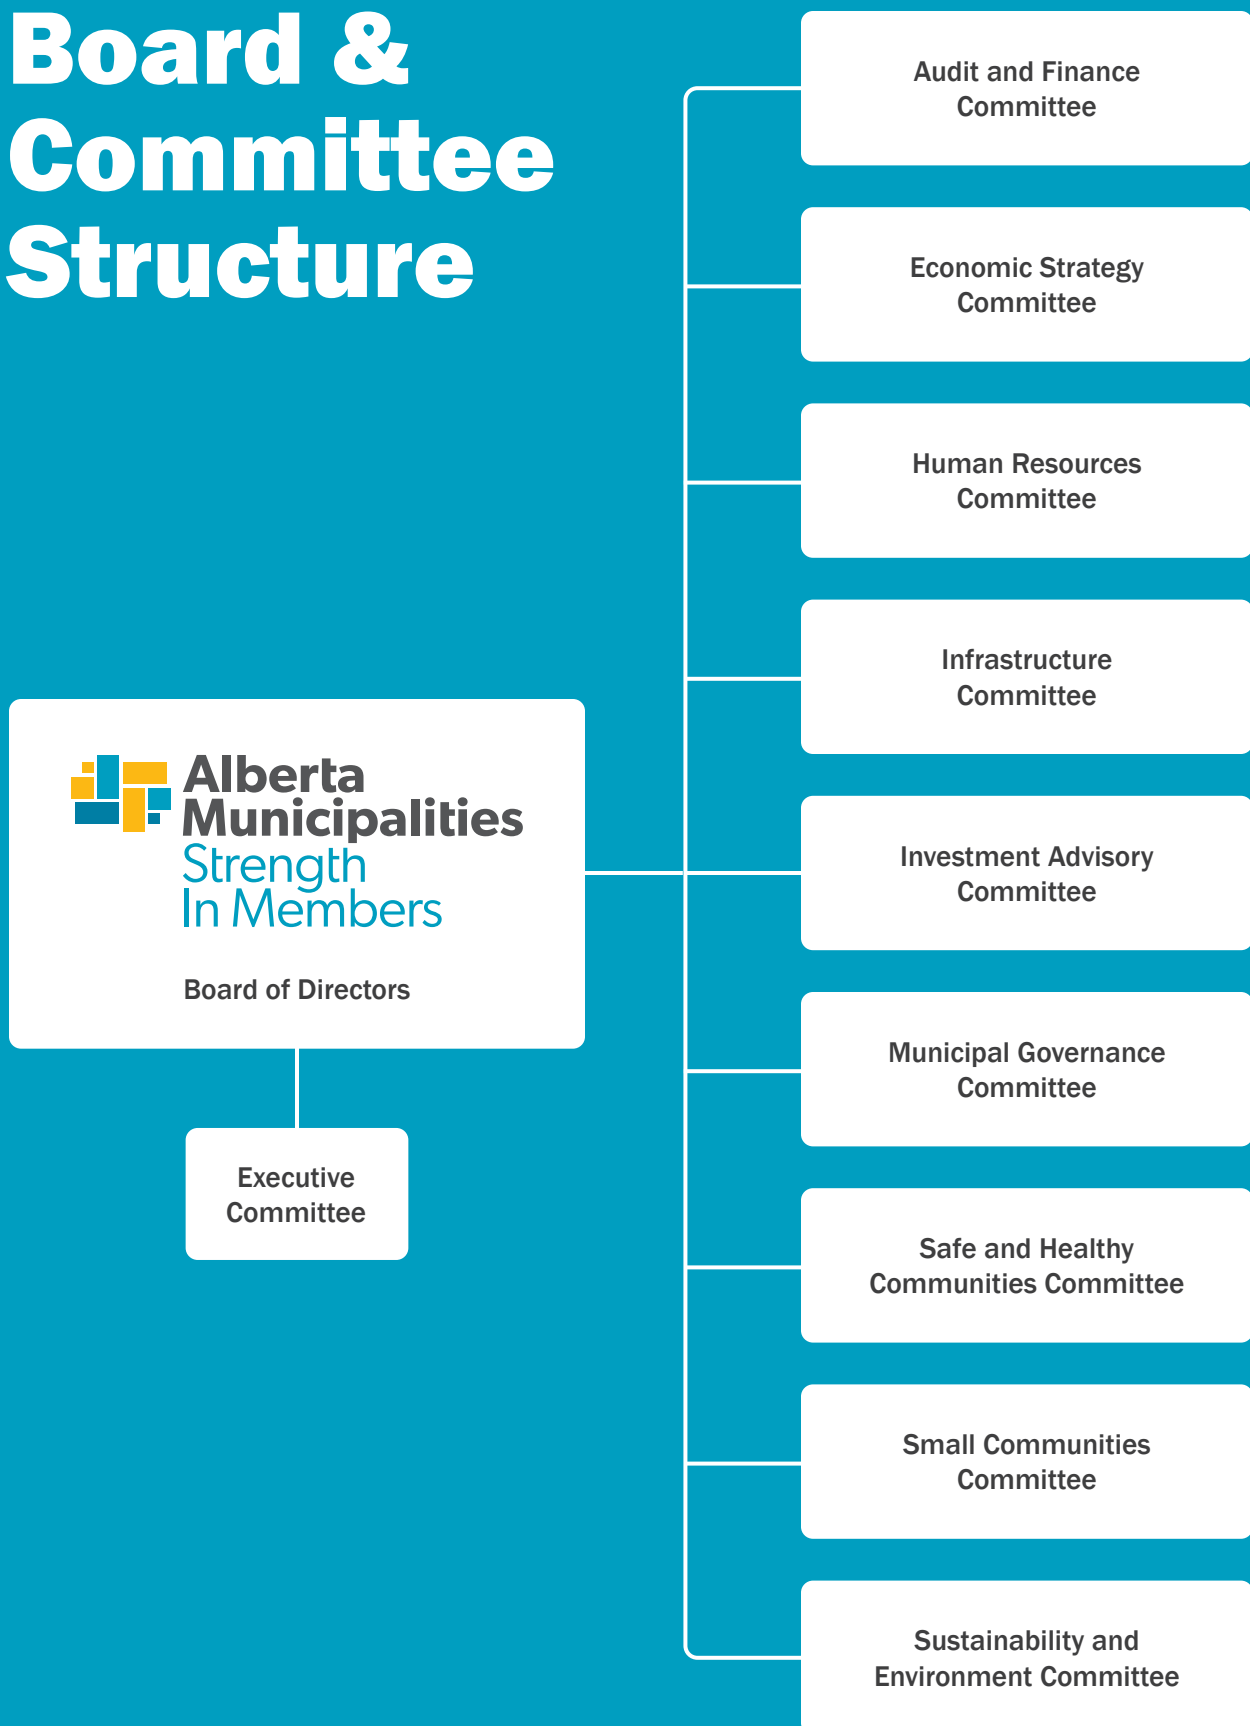 Board &
Committee
Structure
Alberta
Municipalities
Strength
In Members
Board of Directors
Executive
Committee
Audit and Finance
Committee
Economic Strategy
Committee
Human Resources
Committee
Infrastructure
Committee
Investment Advisory
Committee
Municipal Governance
Committee
Safe and Healthy
Communities Committee
Small Communities
Committee
Sustainability and
Environment Committee